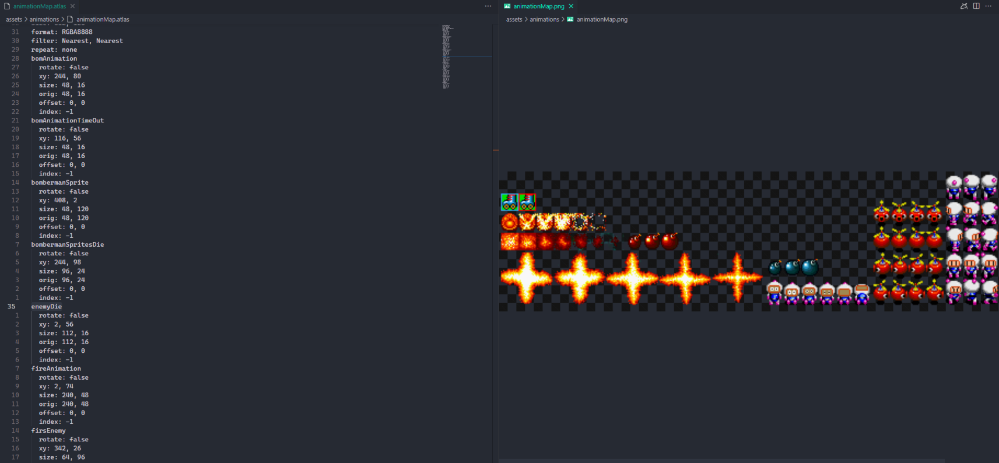 animationMap.atlas
assets > animations > animationMap.atlas
31 format: RGBA8888
30 filter: Nearest, Nearest
29 repeat: none
28 bomAnimation
27 rotate: false
26 xy: 244, 80
25 size: 48, 16
24 orig: 48, 16
23 offset: 0, 0
22 index: -1
21 bomAnimationTimeOut
20 rotate: false
19 xy: 116, 56
18 size: 48, 16
17 orig: 48, 16
16 offset: 0, 0
15 index: -1
14 bombermanSprite
13 rotate: false
12 xy: 408, 2
11 size: 48, 120
10 orig: 48, 120
9 offset: 0, 0
8 index: -1
7 bombermanSpritesDie
6 rotate: false
5 xy: 244, 98
4 size: 96, 24
3 orig: 96, 24
2 offset: 0, 0
1 index: -1
35 enemyDie
1 rotate: false
2 xy: 2, 56
3 size: 112, 16
4 orig: 112, 16
5 offset: 0, 0
6 index: -1
7 fireAnimation
8 rotate: false
9 xy: 2, 74
10 size: 240, 48
11 orig: 240, 48
12 offset: 0, 0
13 index: -1
14 firsEnemy
15 rotate: false
16 xy: 342, 26
17 size: 64, 96
animationMap.png
assets > animations > animationMap.png